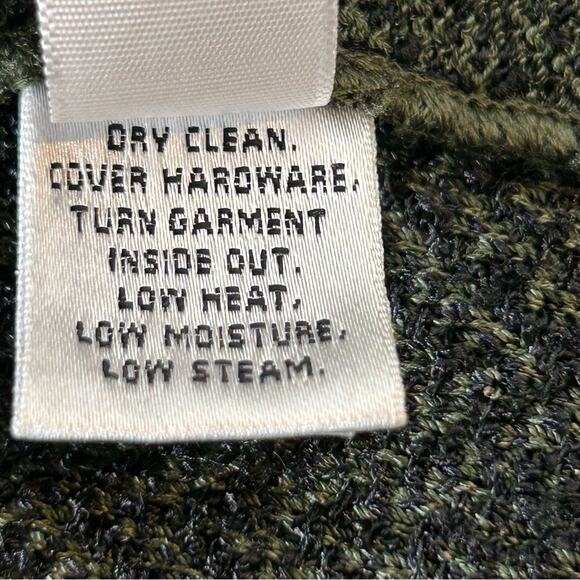 DRY CLEAN.
COVER HARDWARE.
TURN GARMENT
INSIDE OUT.
LOW HEAT.
LOW MOISTURE.
LOW STEAM.